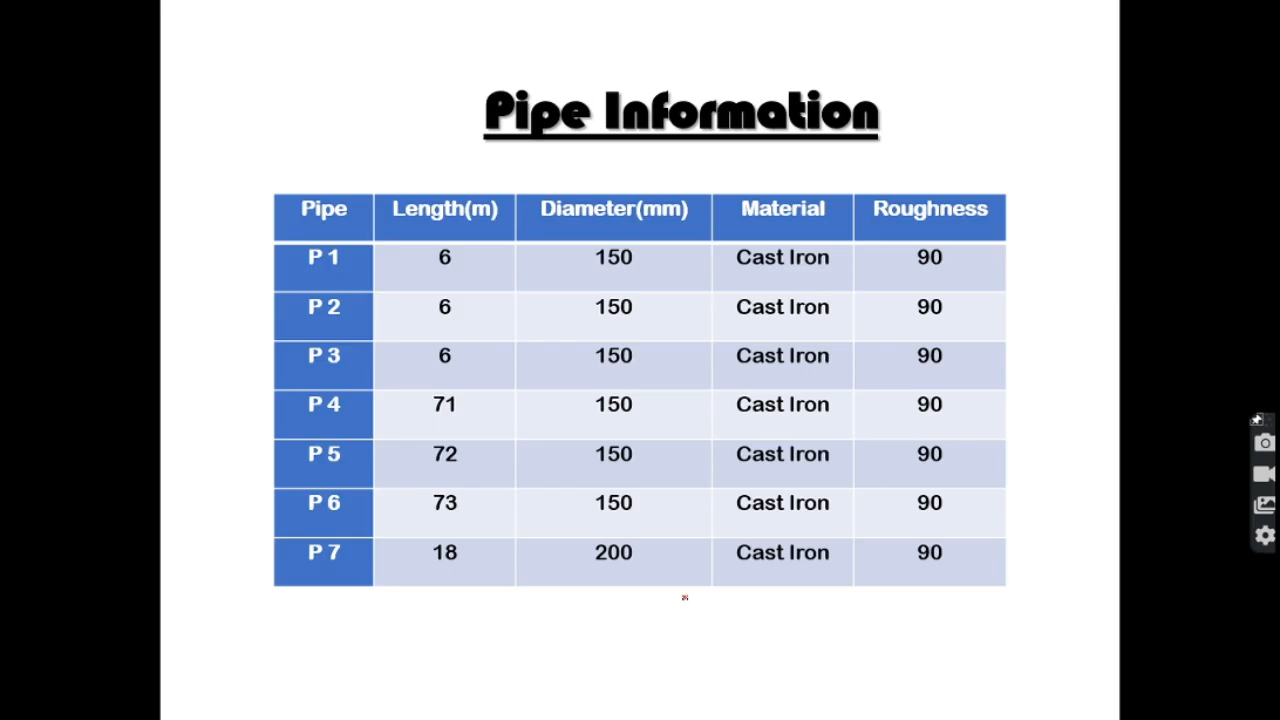 Pipe Information
Pipe Length(m) Diameter(mm) Material Roughness
P 1 6 150 Cast Iron 90
P 2 6 150 Cast Iron 90
P 3 6 150 Cast Iron 90
P 4 71 150 Cast Iron 90
P 5 72 150 Cast Iron 90
P 6 73 150 Cast Iron 90
P 7 18 200 Cast Iron 90